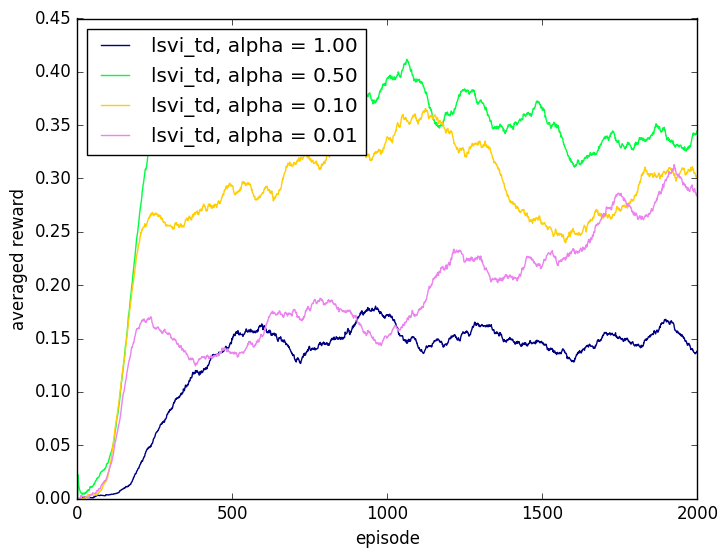 0.45
0.40
0.35
0.30
0.25
0.20
0.15
0.10
0.05
0.00
averaged reward
lsvi_td, alpha = 1.00
lsvi_td, alpha = 0.50
lsvi_td, alpha = 0.10
lsvi_td, alpha = 0.01
0 500 1000 1500 2000
episode